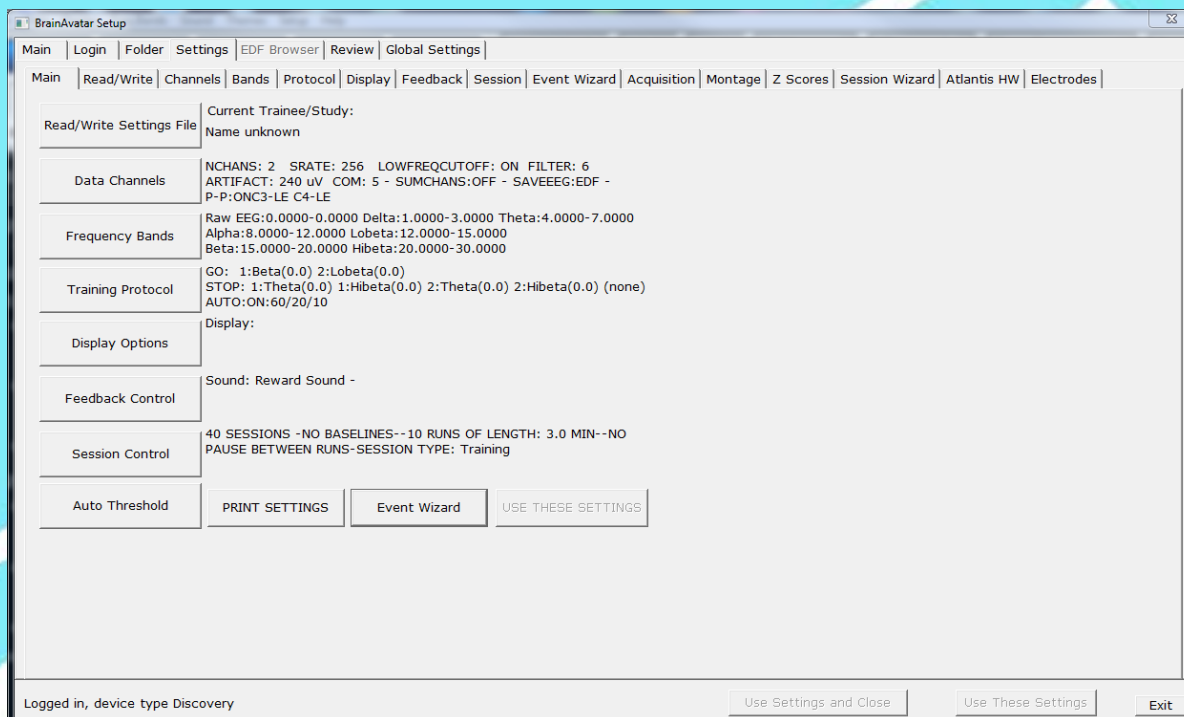 BrainAvatar Setup
Main Login Folder Settings EDF Browser Review Global Settings
Main Read/Write Channels Bands Protocol Display Feedback Session Event Wizard Acquisition Montage Z Scores Session Wizard Atlantis HW Electrodes
Read/Write Settings File
Current Trainee/Study:
Name unknown
Data Channels
NCHANS: 2 SRATE: 256 LOWFREQCUTOFF: ON FILTER: 6
ARTIFACT: 240 uV COM: 5 - SUMCHANS:OFF - SAVEEEG:EDF -
P-P:ONC3-LE C4-LE
Frequency Bands
Raw EEG:0.0000-0.0000 Delta:1.0000-3.0000 Theta:4.0000-7.0000
Alpha:8.0000-12.0000 Lobeta:12.0000-15.0000
Beta:15.0000-20.0000 Hibeta:20.0000-30.0000
Training Protocol
GO: 1:Beta(0.0) 2:Lobeta(0.0)
STOP: 1:Theta(0.0) 1:Hibeta(0.0) 2:Theta(0.0) 2:Hibeta(0.0) (none)
AUTO:ON:60/20/10
Display Options
Display:
Feedback Control
Sound: Reward Sound -
Session Control
40 SESSIONS -NO BASELINES--10 RUNS OF LENGTH: 3.0 MIN--NO
PAUSE BETWEEN RUNS-SESSION TYPE: Training
Auto Threshold PRINT SETTINGS Event Wizard USE THESE SETTINGS
Logged in, device type Discovery Use Settings and Close Use These Settings Exit